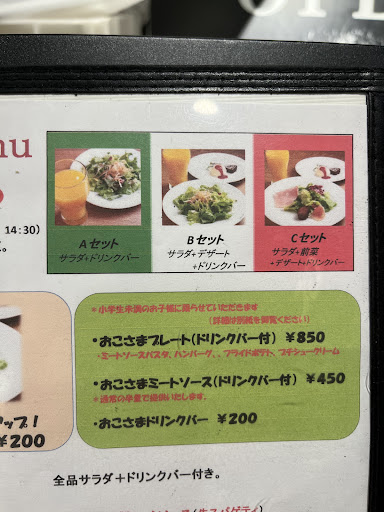 nu
14:30)
Aセット
サラダ+ドリンクバー
Bセット
サラダ+デザート
+ドリンクバー
Cセット
サラダ+前菜
+デザート+ドリンクバー
*小学生未満のお子様に限らせていただきます
(詳細は別紙を御覧ください)
・おこさまプレート(ドリンクバー付) ¥850
・ミートソースパスタ、ハンバーグ、、フライドポテト、プチシュークリーム
・おこさまミートソース(ドリンクバー付) ¥450
*通常の半量で提供いたします。
・おこさまドリンクバー ¥200
ップ!
¥200
全品サラダ+ドリンクバー付き。